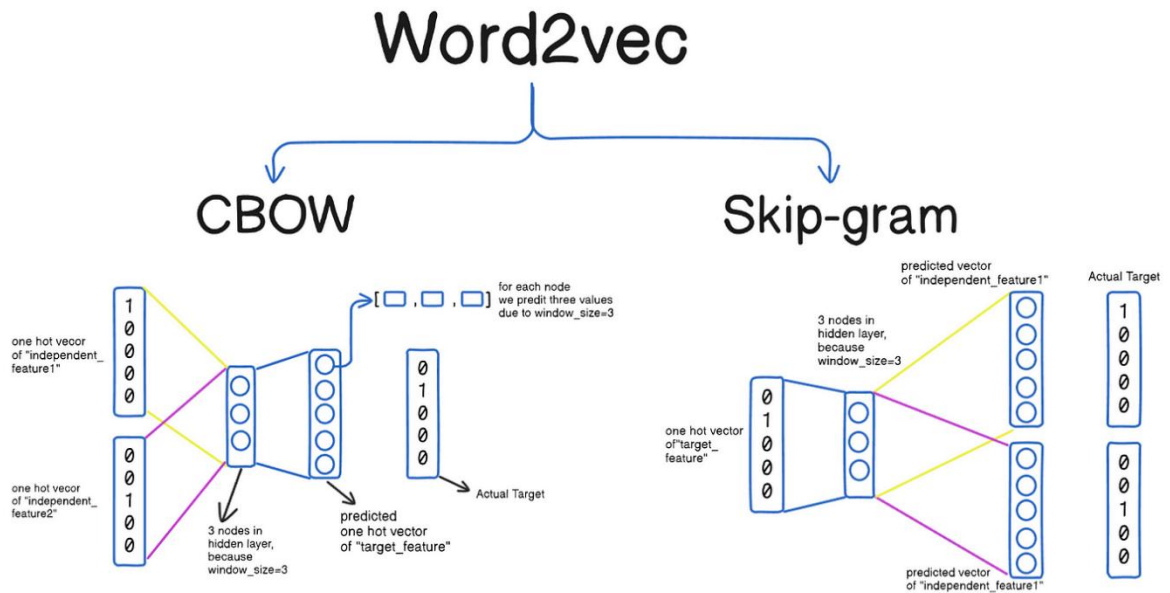 Word2vec
CBOW
one hot vecor
of "independent_
feature1"
1
0
0
0
0
one hot vecor
of "independent_
feature2"
0
0
1
0
0
3 nodes in
hidden layer,
because
window_size=3
[ , , ]
for each node
we predit three values
due to window_size=3
predicted
one hot vector
of "target_feature"
0
1
0
0
0
Actual Target
Skip-gram
one hot vector
of"target_
feature"
0
1
0
0
0
3 nodes in
hidden layer,
because
window_size=3
predicted vector
of "independent_feature1"
Actual Target
1
0
0
0
0
0
0
1
0
0
predicted vector
of "independent_feature1"